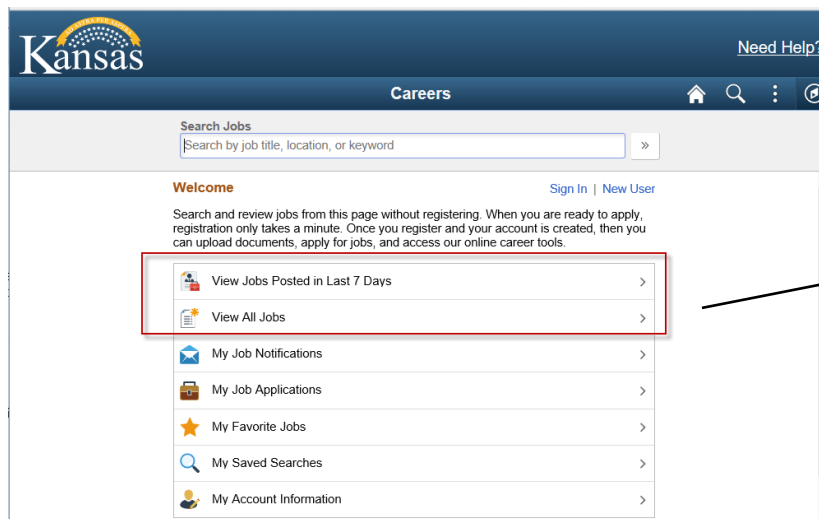 Kansas
Need Help?
Careers
Search Jobs
Search by job title, location, or keyword
»
Welcome
Sign In | New User
Search and review jobs from this page without registering. When you are ready to apply,
registration only takes a minute. Once you register and your account is created, then you
can upload documents, apply for jobs, and access our online career tools.
View Jobs Posted in Last 7 Days
View All Jobs
My Job Notifications
My Job Applications
My Favorite Jobs
My Saved Searches
My Account Information